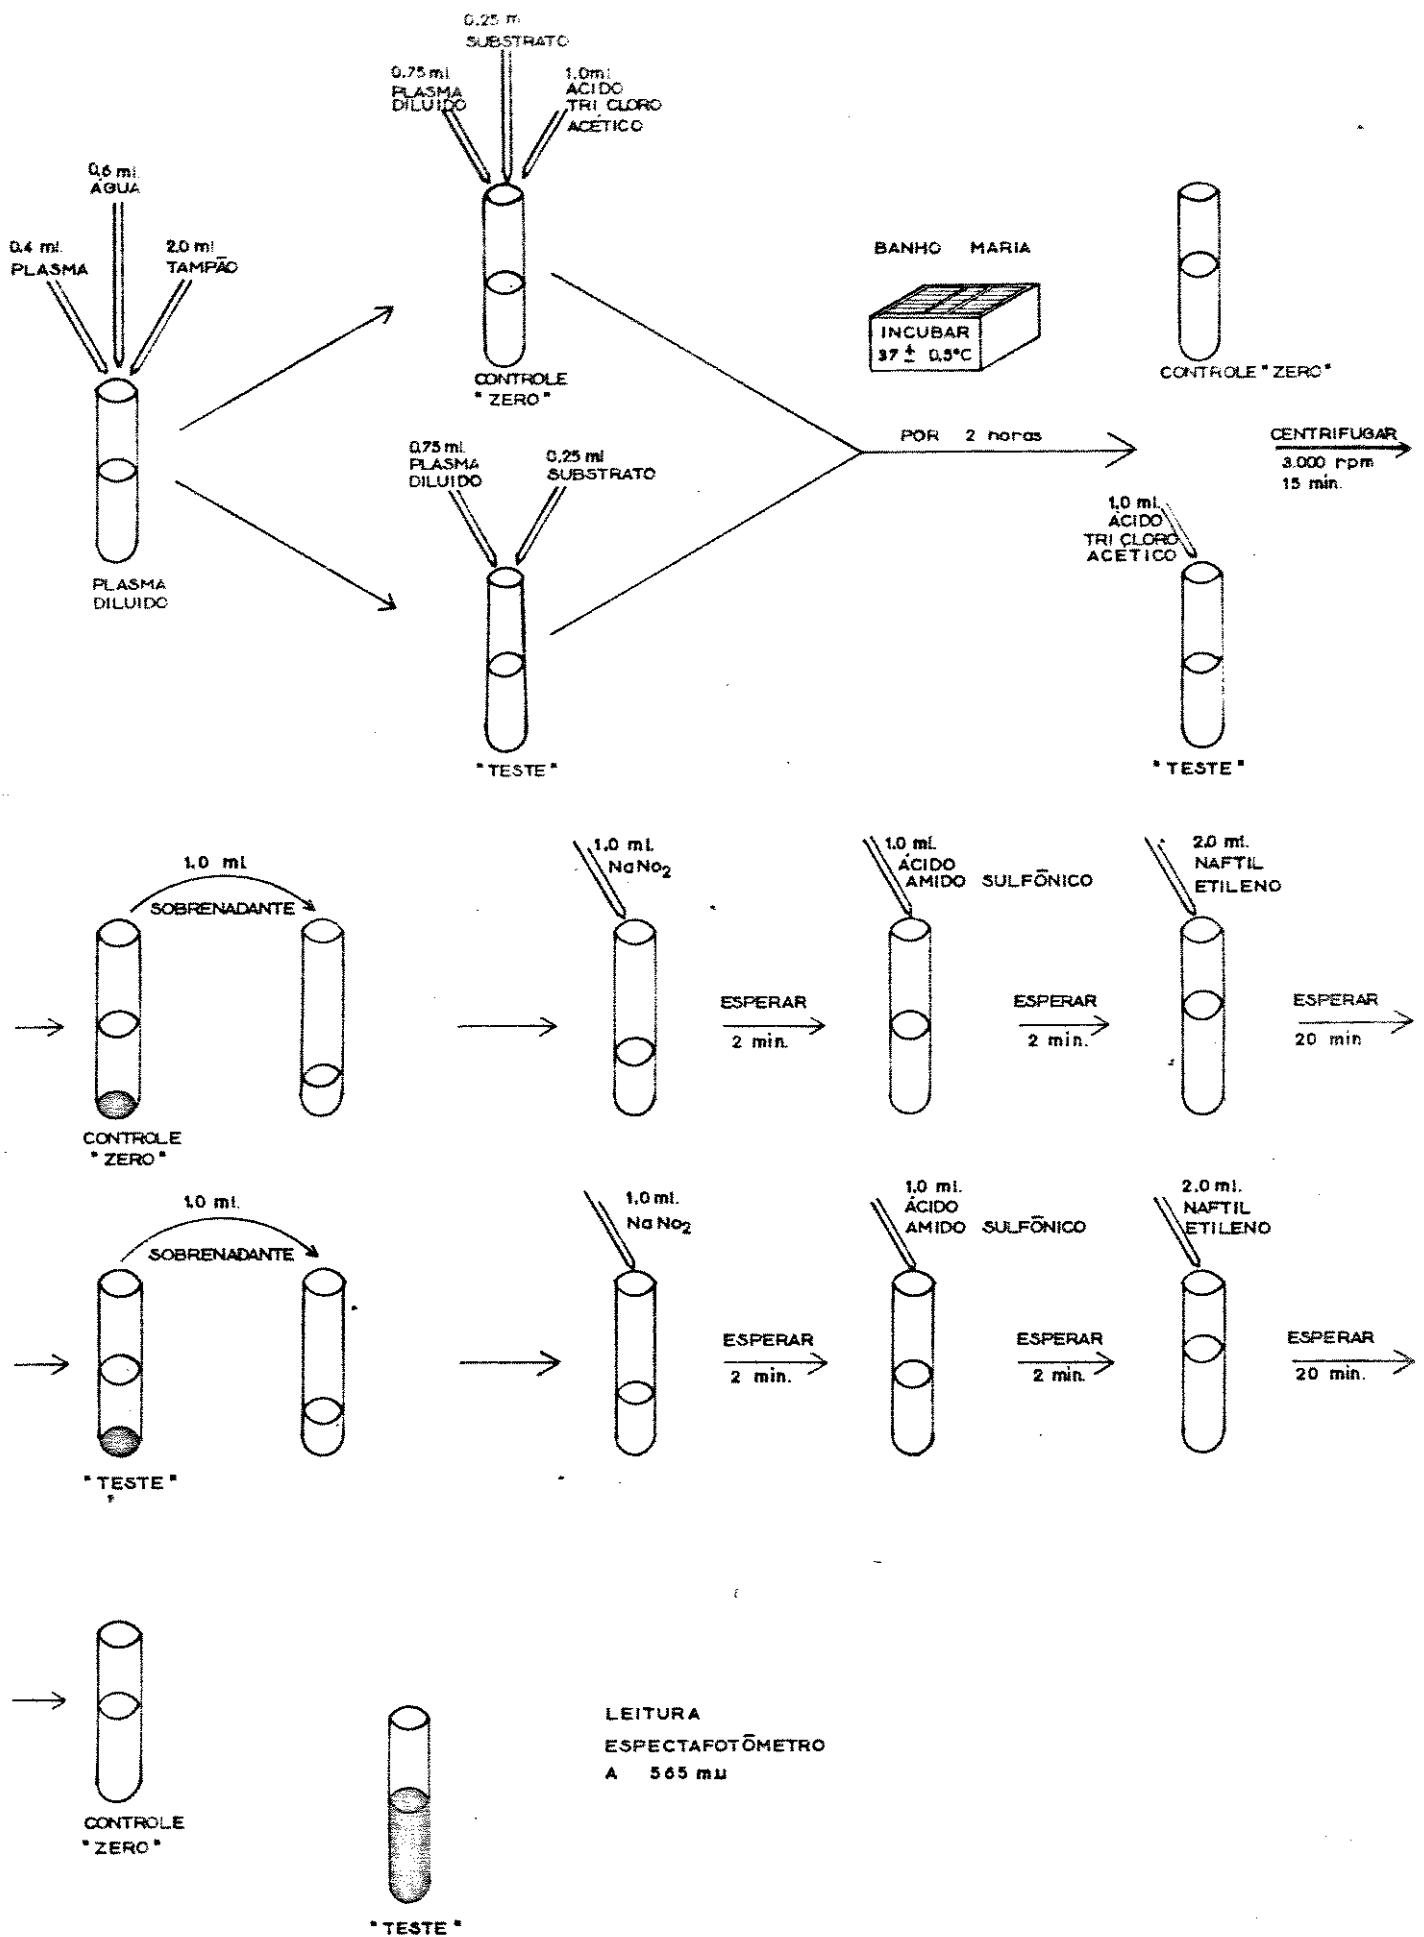 0.25 m
SUBSTRATO
0.75 ml
PLASMA
DILUIDO
1.0ml
ÁCIDO
TRI CLORO
ACÉTICO
0,6 ml.
ÁGUA
0.4 ml.
PLASMA
2.0 ml
TAMPÃO
PLASMA
DILUIDO
CONTROLE
"ZERO"
0.75 ml.
PLASMA
DILUIDO
0,25 ml
SUBSTRATO
"TESTE"
BANHO MARIA
INCUBAR
37 ± 0,5°C
POR 2 horas
CONTROLE "ZERO"
CENTRIFUGAR
3.000 rpm
15 min.
1,0 ml.
ÁCIDO
TRI CLORO
ACÉTICO
"TESTE"
1.0 ml
SOBRENADANTE
CONTROLE
"ZERO"
1.0 ml.
NaNo2
ESPERAR
2 min.
1.0 ml.
ÁCIDO
AMIDO SULFÕNICO
ESPERAR
2 min.
2.0 ml.
NAFTIL
ETILENO
ESPERAR
20 min
1.0 ml.
SOBRENADANTE
"TESTE"
1,0 ml.
NaNo2
ESPERAR
2 min.
1.0 ml.
ÁCIDO
AMIDO SULFÕNICO
ESPERAR
2 min.
2.0 ml.
NAFTIL
ETILENO
ESPERAR
20 min.
CONTROLE
"ZERO"
"TESTE"
LEITURA
ESPECTAFOTÕMETRO
A 565 mµ